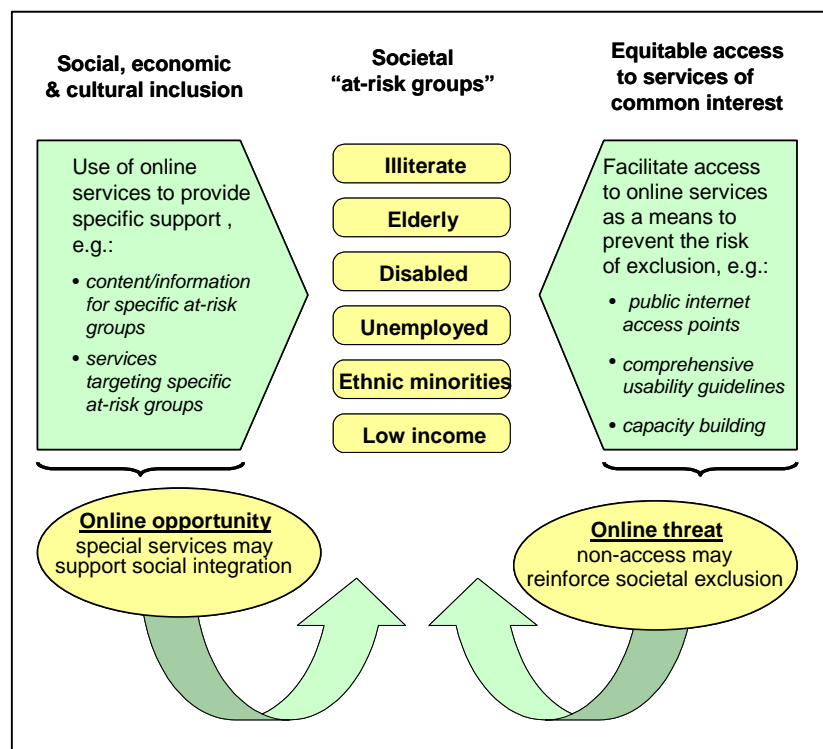 Social, economic
& cultural inclusion
Societal
“at-risk groups”
Equitable access
to services of
common interest
Use of online
services to provide
specific support ,
e.g.:
• content/information
for specific at-risk
groups
• services
targeting specific
at-risk groups
Illiterate
Elderly
Disabled
Unemployed
Ethnic minorities
Low income
Facilitate access
to online services
as a means to
prevent the risk
of exclusion, e.g.:
• public internet
access points
• comprehensive
usability guidelines
• capacity building
Online opportunity
special services may
support social integration
Online threat
non-access may
reinforce societal exclusion